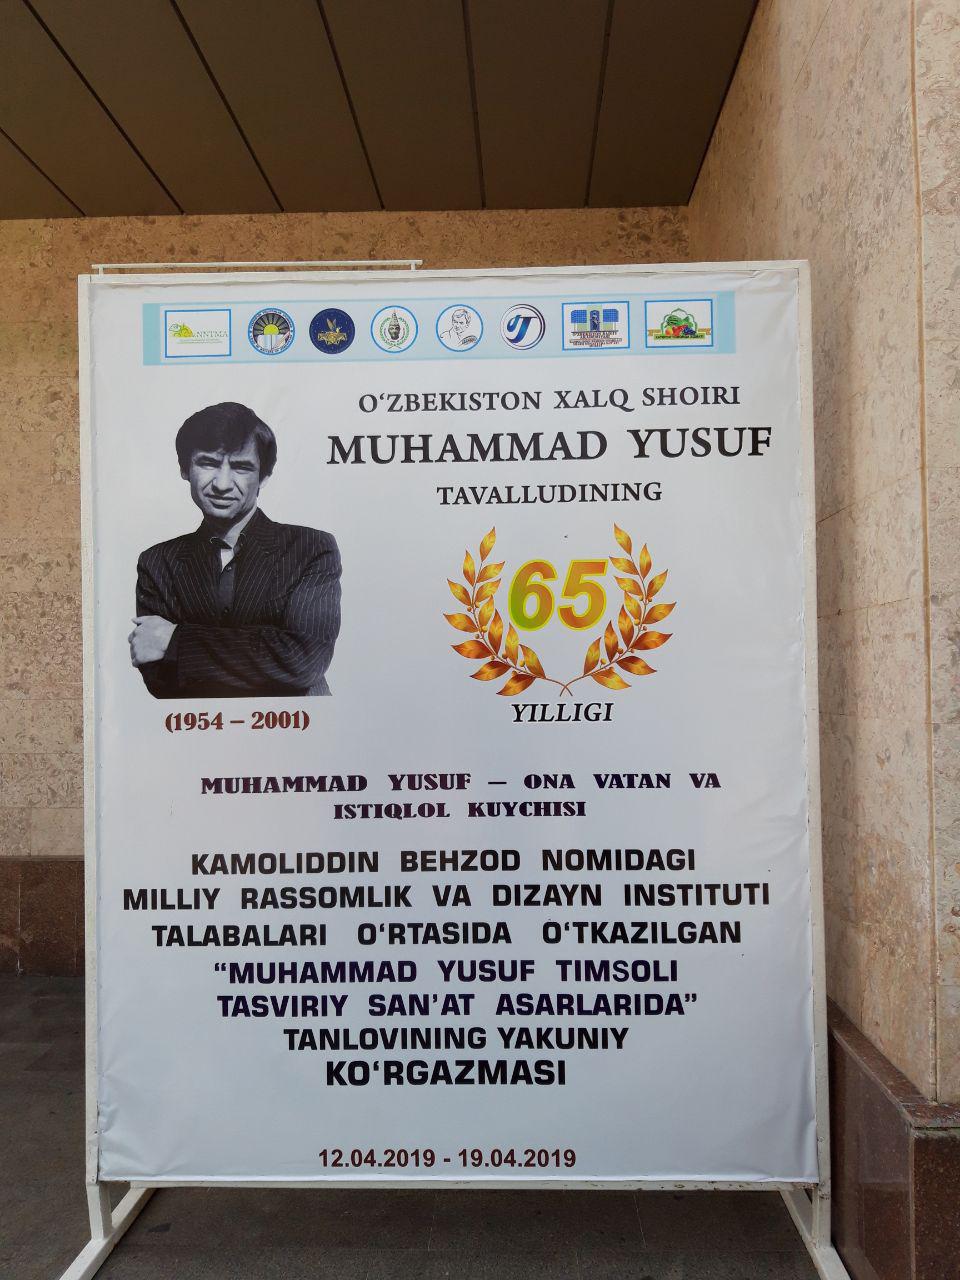 O‘ZBEKISTON XALQ SHOIRI
MUHAMMAD YUSUF
TAVALLUDINING
65
YILLIGI
(1954 – 2001)
MUHAMMAD YUSUF – ONA VATAN VA
ISTIQLOL KUYCHISI
KAMOLIDDIN BEHZOD NOMIDAGI
MILLIY RASSOMLIK VA DIZAYN INSTITUTI
TALABALARI O‘RTASIDA O‘TKAZILGAN
“MUHAMMAD YUSUF TIMSOLI
TASVIRIY SAN’AT ASARLARIDA”
TANLOVINING YAKUNIY
KO‘RGAZMASI
12.04.2019 - 19.04.2019